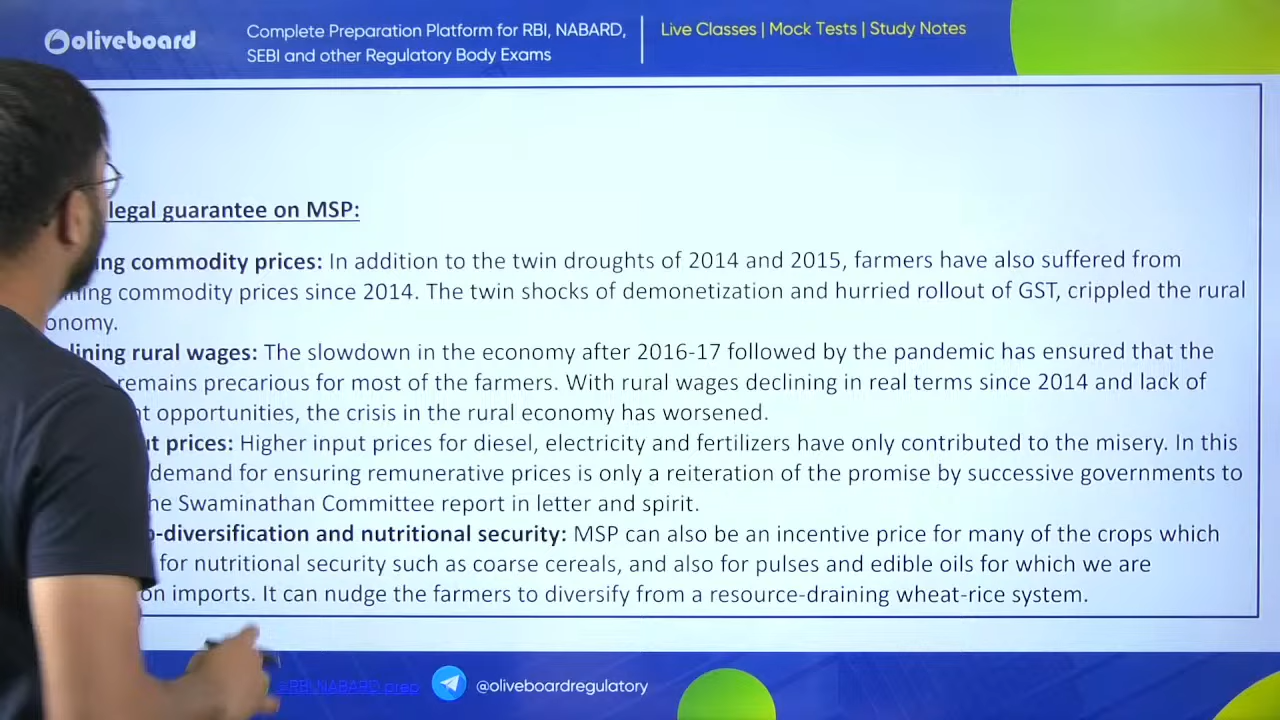 oliveboard
Complete Preparation Platform for RBI, NABARD,
SEBI and other Regulatory Body Exams
Live Classes | Mock Tests | Study Notes
legal guarantee on MSP:
commodity prices: In addition to the twin droughts of 2014 and 2015, farmers have also suffered from
commodity prices since 2014. The twin shocks of demonetization and hurried rollout of GST, crippled the rural
rural wages: The slowdown in the economy after 2016-17 followed by the pandemic has ensured that the
remains precarious for most of the farmers. With rural wages declining in real terms since 2014 and lack of
opportunities, the crisis in the rural economy has worsened.
prices: Higher input prices for diesel, electricity and fertilizers have only contributed to the misery. In this
demand for ensuring remunerative prices is only a reiteration of the promise by successive governments to
Swaminathan Committee report in letter and spirit.
-diversification and nutritional security: MSP can also be an incentive price for many of the crops which
for nutritional security such as coarse cereals, and also for pulses and edible oils for which we are
on imports. It can nudge the farmers to diversify from a resource-draining wheat-rice system.
RBI NABARD prep
@oliveboardregulatory